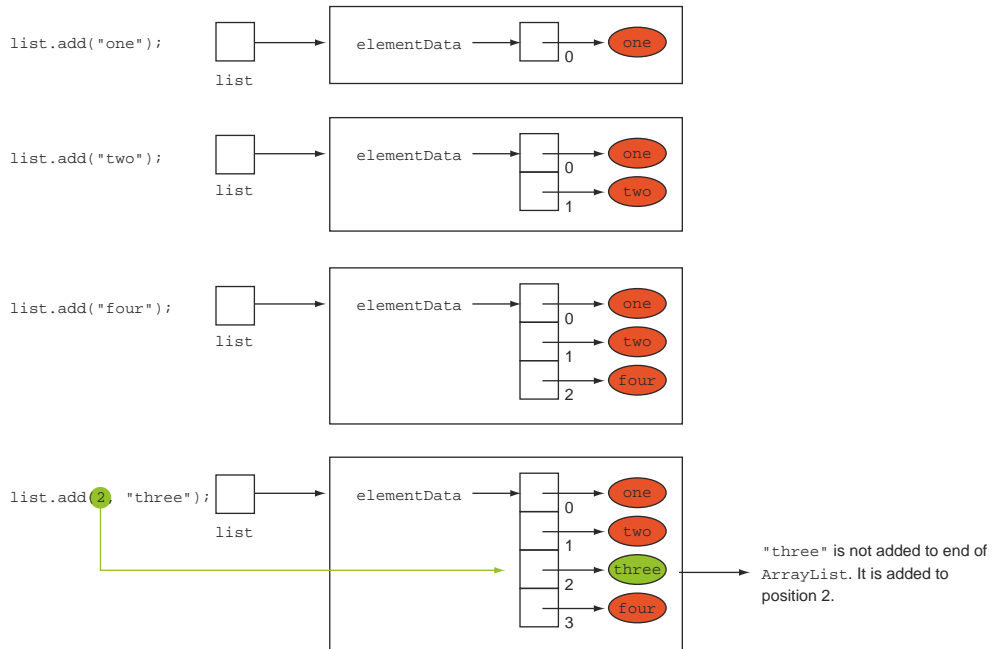 list.add("one");
list
elementData
0
one
list.add("two");
list
elementData
0
one
1
two
list.add("four");
list
elementData
0
one
1
two
2
four
list.add(2, "three");
list
elementData
0
one
1
two
2
three
3
four
"three" is not added to end of
ArrayList. It is added to
position 2.